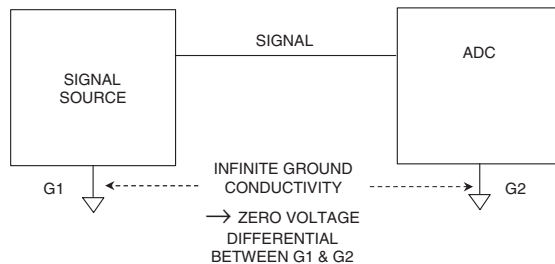 SIGNAL
SIGNAL
SOURCE
ADC
G1
INFINITE GROUND
CONDUCTIVITY
G2
→ ZERO VOLTAGE
DIFFERENTIAL
BETWEEN G1 & G2